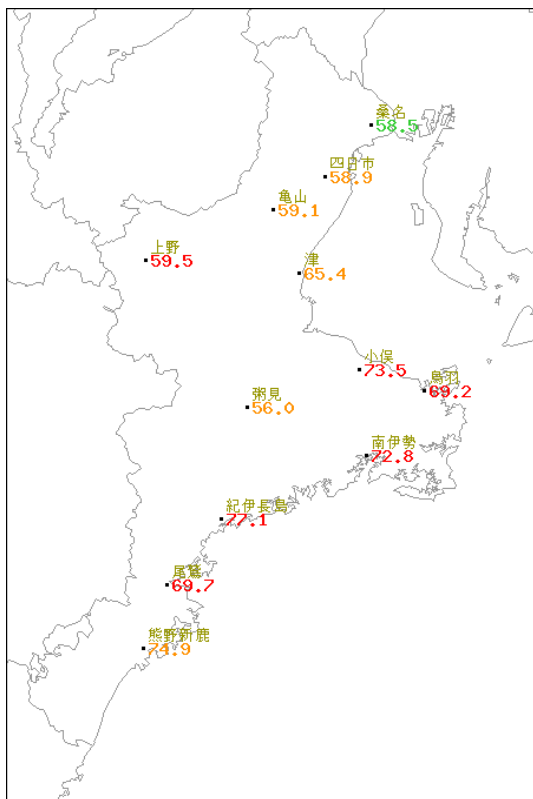 桑名
58.5
四日市
58.9
亀山
59.1
上野
59.5
津
65.4
小俣
73.5
鳥羽
69.2
粥見
56.0
南伊勢
72.8
紀伊長島
77.1
尾鷲
69.7
熊野新鹿
74.9